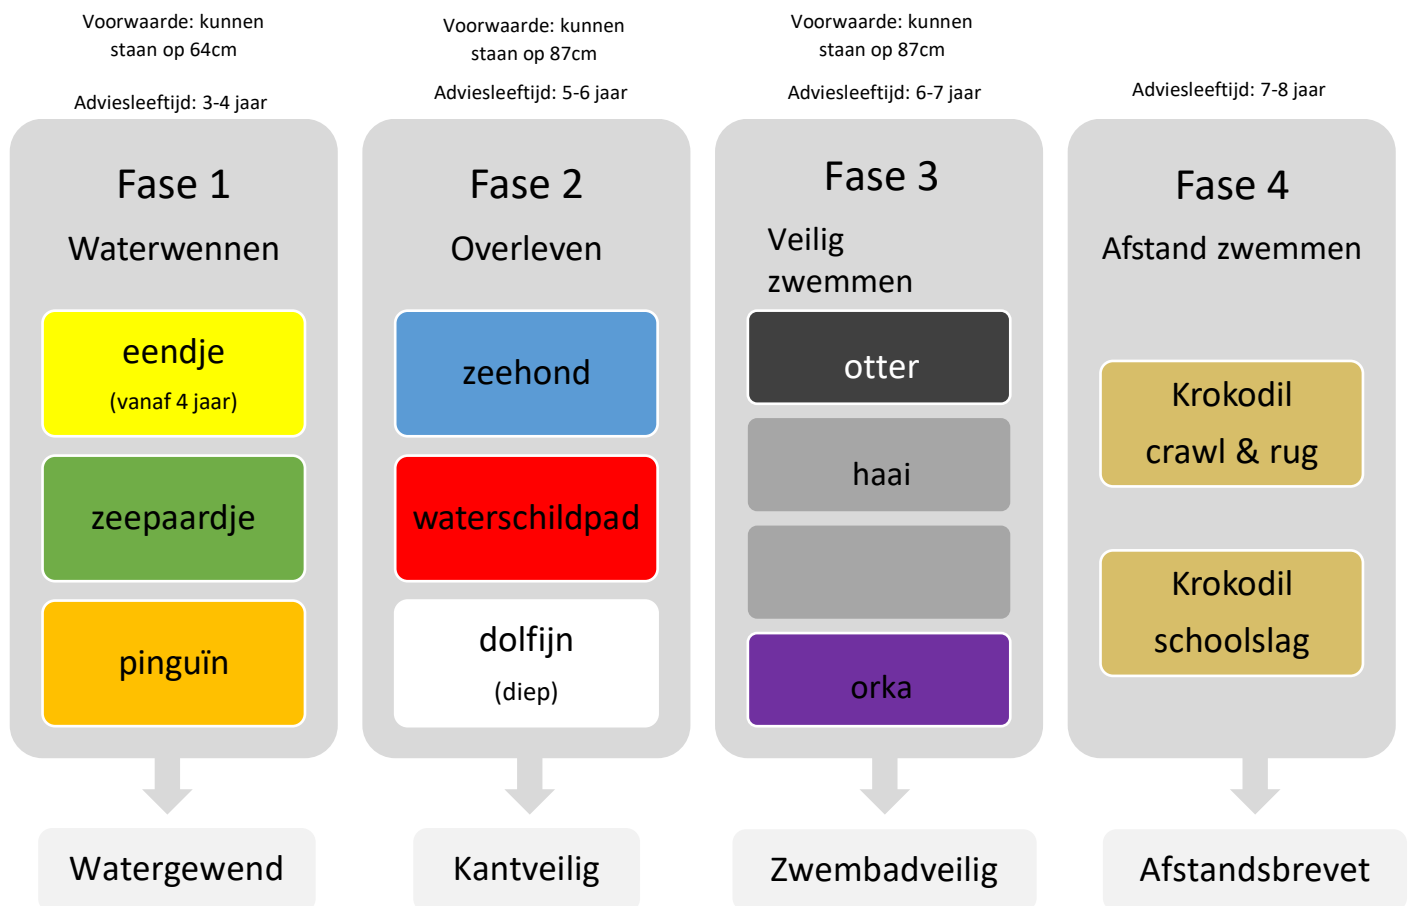 Voorwaarde: kunnen
staan op 64cm
Adviesleeftijd: 3-4 jaar
Fase 1
Waterwennen
eendje
(vanaf 4 jaar)
zeepaardje
pinguïn
Watergewend
Voorwaarde: kunnen
staan op 87cm
Adviesleeftijd: 5-6 jaar
Fase 2
Overleven
zeehond
waterschildpad
dolfijn
(diep)
Kantveilig
Voorwaarde: kunnen
staan op 87cm
Adviesleeftijd: 6-7 jaar
Fase 3
Veilig
zwemmen
otter
haai
orka
Zwembadveilig
Adviesleeftijd: 7-8 jaar
Fase 4
Afstand zwemmen
Krokodil
crawl & rug
Krokodil
schoolslag
Afstandsbrevet